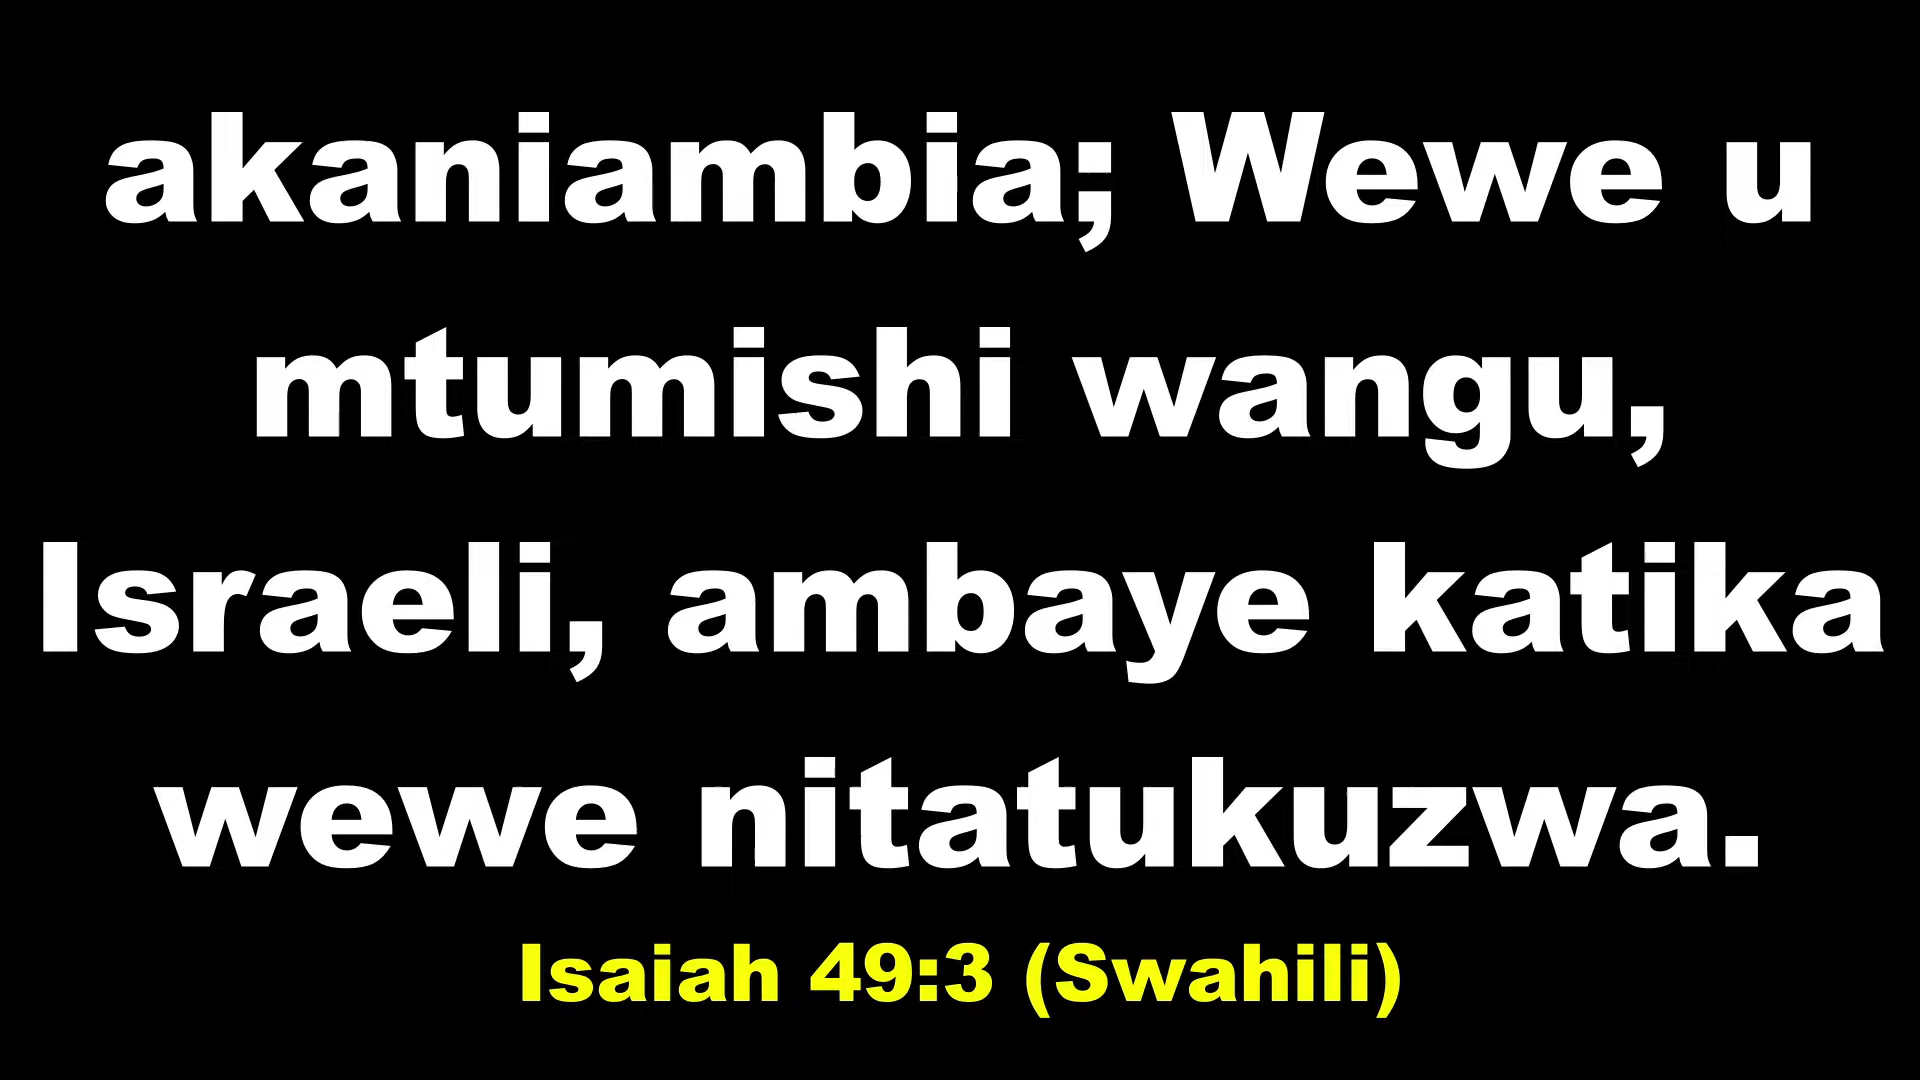 akaniambia; Wewe u
mtumishi wangu,
Israeli, ambaye katika
wewe nitatukuzwa.
Isaiah 49:3 (Swahili)